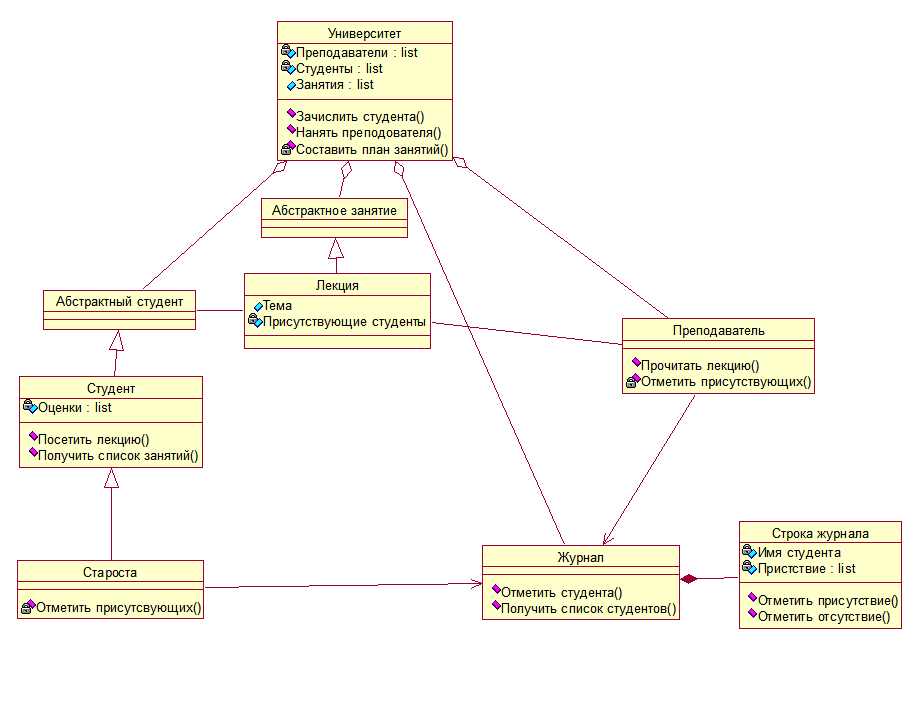 Университет
Преподаватели : list
Студенты : list
Занятия : list
Зачислить студента()
Нанять преподователя()
Составить план занятий()
Абстрактное занятие
Абстрактный студент
Лекция
Тема
Присутствующие студенты
Преподаватель
Прочитать лекцию()
Отметить присутствующих()
Студент
Оценки : list
Посетить лекцию()
Получить список занятий()
Староста
Отметить присутсвующих()
Журнал
Отметить студента()
Получить список студентов()
Строка журнала
Имя студента
Пристствие : list
Отметить присутствие()
Отметить отсутствие()